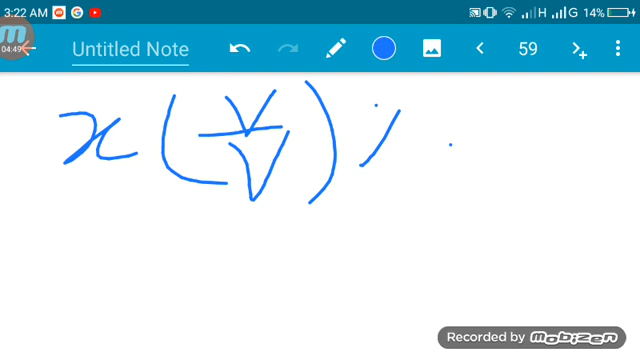 3:22 AM H G 14%
04:49 Untitled Note 59
x ( V / V ) ;
Recorded by mobizen